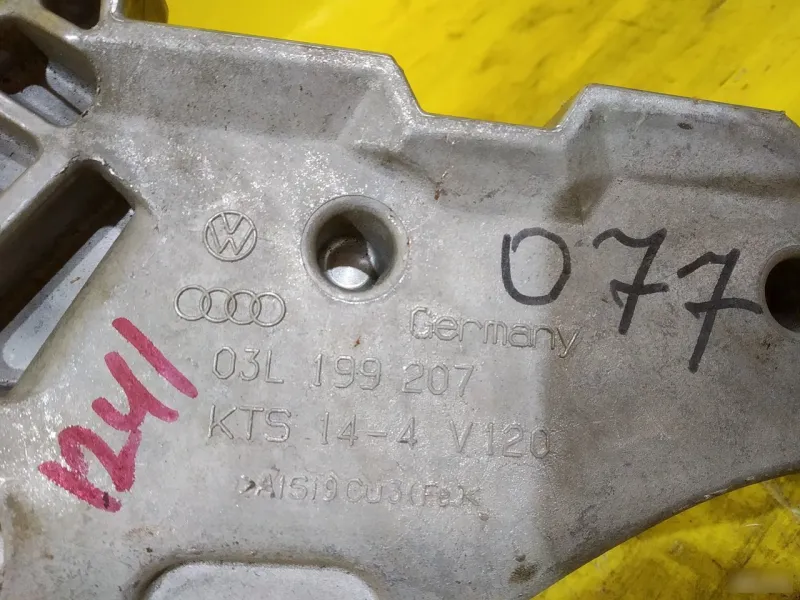 077
Germany
03L 199 207
KTS 14-4 V120
>AlSi9Cu3(Fe)<
1241